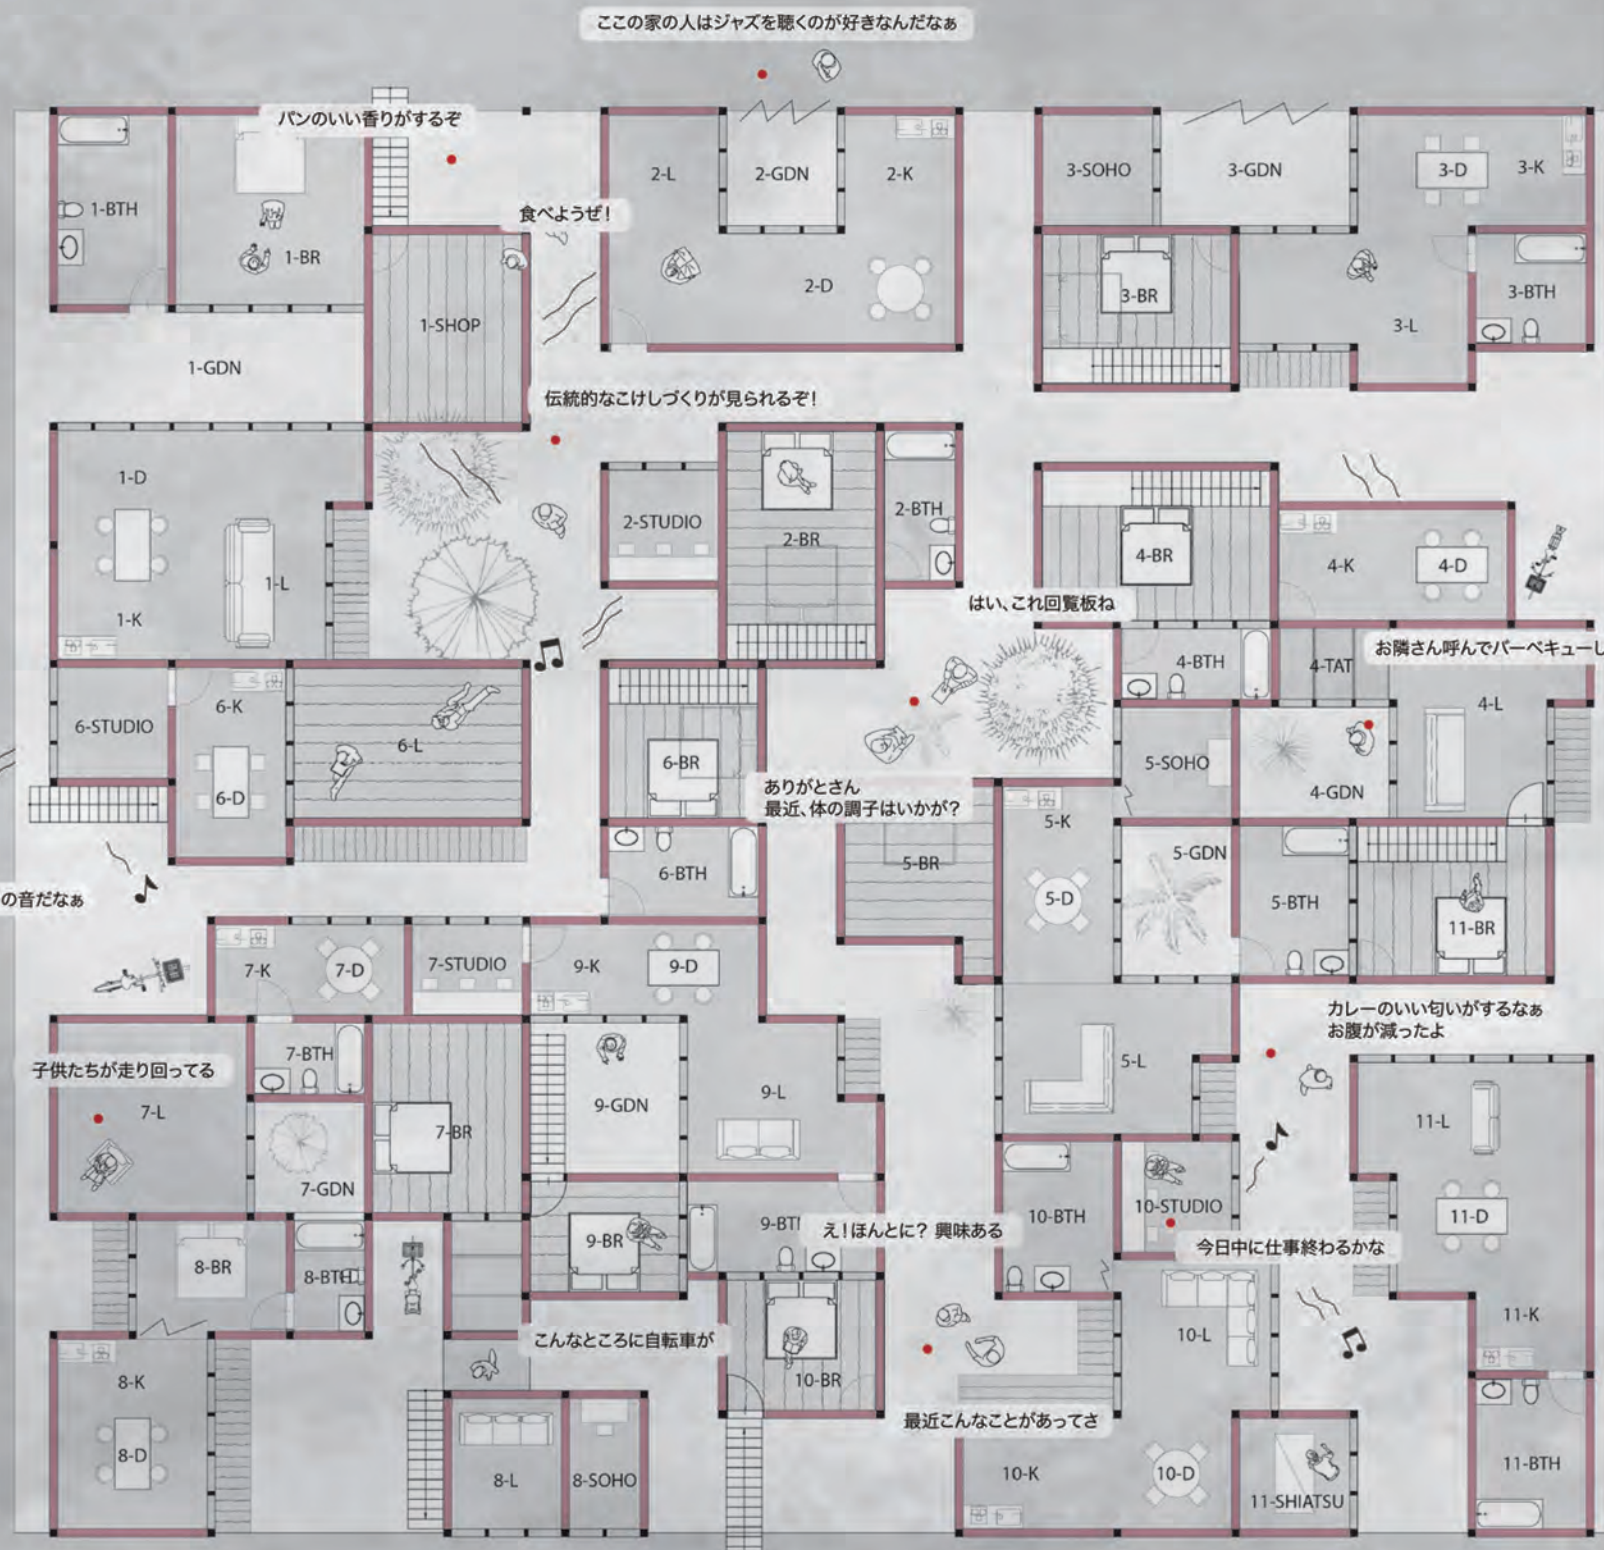 ここの家の人はジャズを聴くのが好きなんだなぁ
パンのいい香りがするぞ
1-BTH
1-BR
食べようぜ！
2-L
2-GDN
2-K
2-D
3-SOHO
3-GDN
3-D
3-K
3-BR
3-BTH
3-L
1-SHOP
1-GDN
伝統的なこけしづくりが見られるぞ！
1-D
1-L
1-K
2-STUDIO
2-BR
2-BTH
4-BR
4-K
4-D
はい、これ回覧板ね
お隣さん呼んでバーベキューし
4-BTH
4-TAT
4-L
6-STUDIO
6-K
6-L
6-D
6-BR
5-SOHO
4-GDN
ありがとさん
最近、体の調子はいかが？
5-K
5-BR
5-GDN
6-BTH
5-D
5-BTH
11-BR
の音だなぁ
7-K
7-D
7-STUDIO
9-K
9-D
カレーのいい匂いがするなぁ
お腹が減ったよ
子供たちが走り回ってる
7-BTH
7-L
7-BR
7-GDN
9-GDN
9-L
5-L
11-L
8-BR
8-BTH
9-BR
9-BT
え！ほんとに？ 興味ある
10-BTH
10-STUDIO
11-D
今日中に仕事終わるかな
こんなところに自転車が
10-L
11-K
8-K
10-BR
最近こんなことがあってさ
8-D
8-L
8-SOHO
10-K
10-D
11-SHIATSU
11-BTH